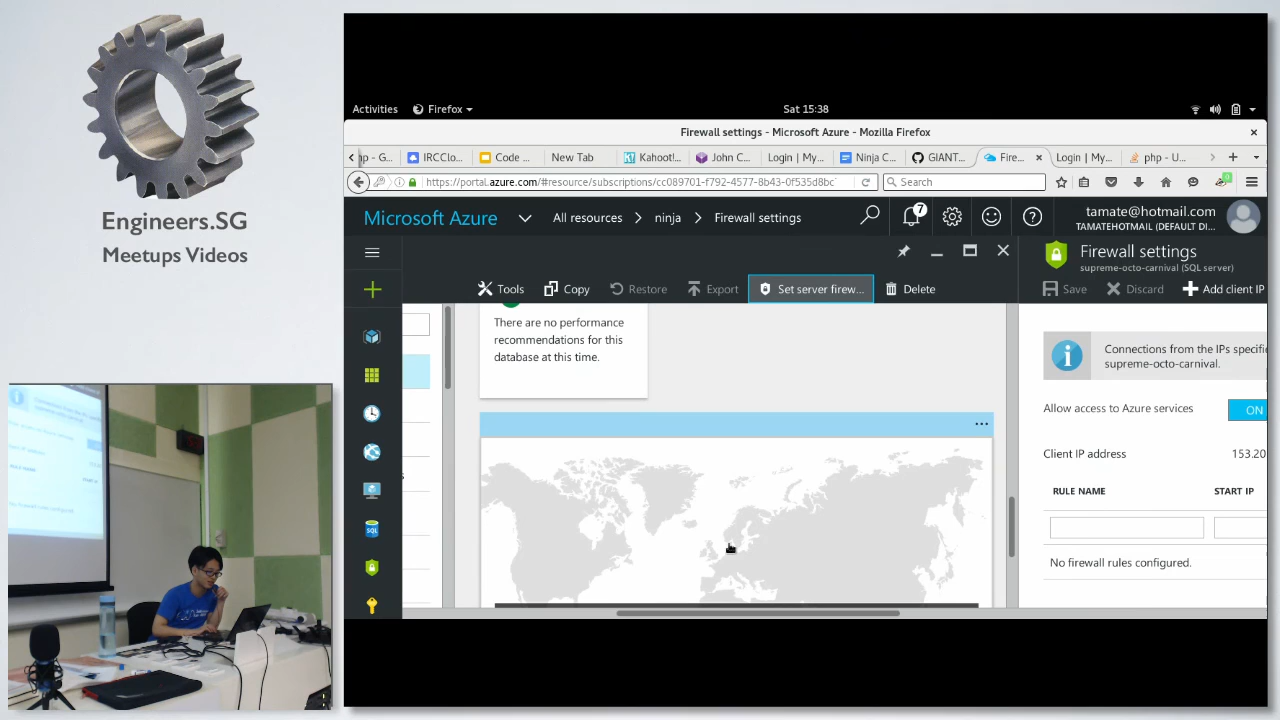 Engineers.SG
Meetups Videos
Activities Firefox Sat 15:38
Firewall settings - Microsoft Azure - Mozilla Firefox
hp - G... IRCClo... Code ... New Tab Kahoot!... John C... Login | My... Ninja C... GIANT... Fire... Login | My... php - U...
https://portal.azure.com/#resource/subscriptions/cc089701-f792-4577-8b43-0f535d8bc Search
Microsoft Azure All resources ninja Firewall settings 7 tamate@hotmail.com
TAMATEHOTMAIL (DEFAULT DI...
Firewall settings
supreme-octo-carnival (SQL server)
Tools Copy Restore Export Set server firew... Delete Save Discard Add client IP
There are no performance
recommendations for this
database at this time.
Connections from the IPs specifi
supreme-octo-carnival.
Allow access to Azure services ON
Client IP address 153.20
RULE NAME START IP
No firewall rules configured.
SQL